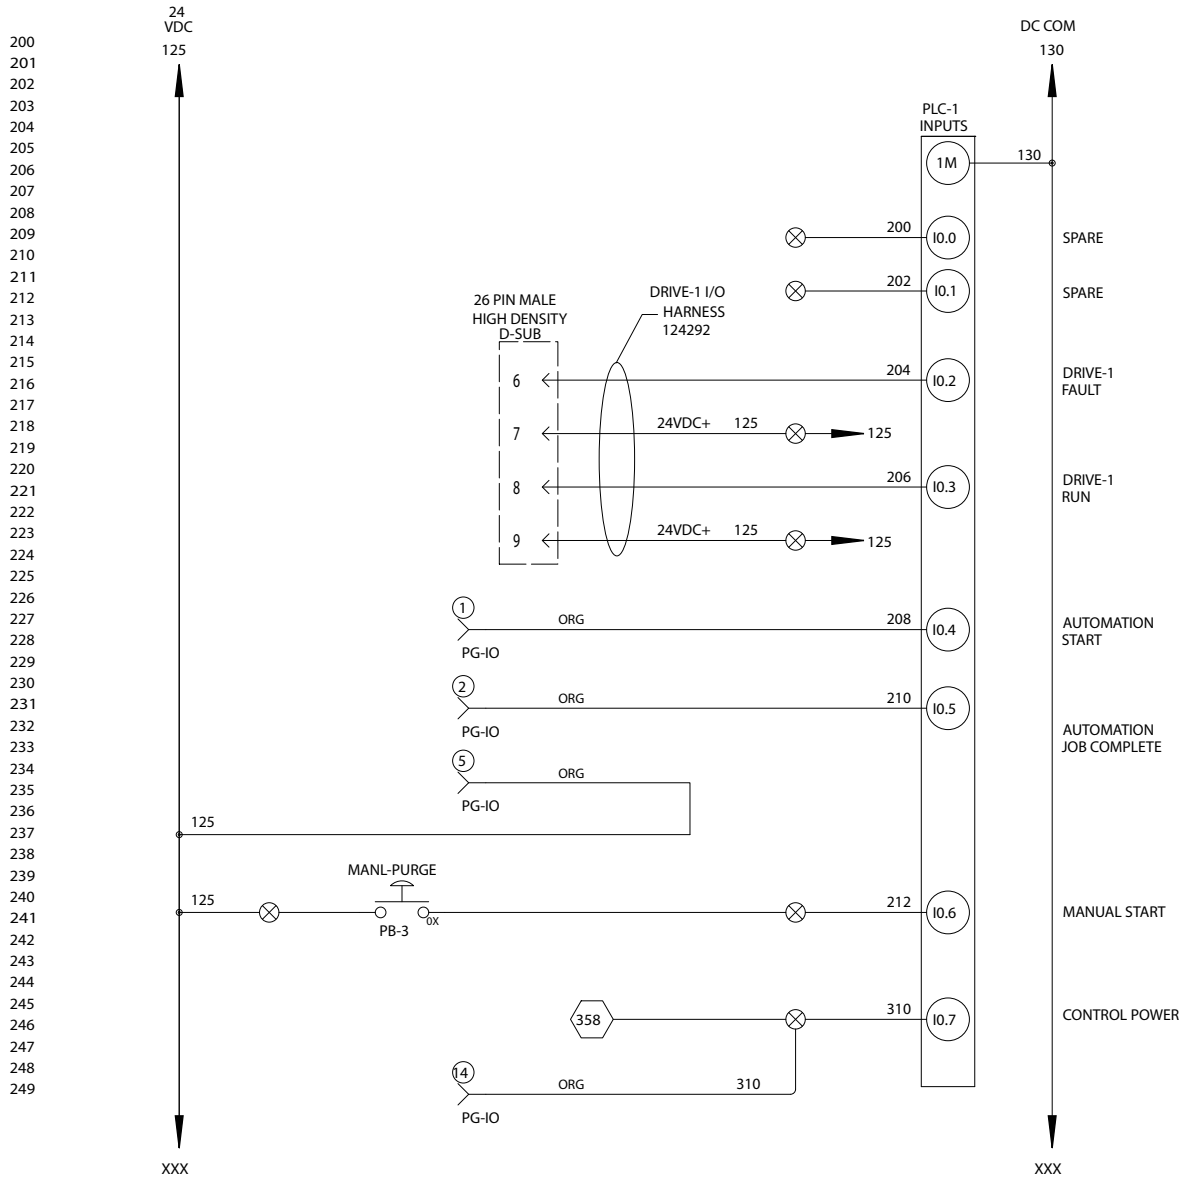 24
VDC
125
DC COM
130
200
201
202
203
204
205
206
207
208
209
210
211
212
213
214
215
216
217
218
219
220
221
222
223
224
225
226
227
228
229
230
231
232
233
234
235
236
237
238
239
240
241
242
243
244
245
246
247
248
249
PLC-1
INPUTS
1M
130
200
I0.0
SPARE
202
I0.1
SPARE
26 PIN MALE
HIGH DENSITY
D-SUB
DRIVE-1 I/O
HARNESS
124292
6
204
I0.2
DRIVE-1
FAULT
7
24VDC+
125
125
8
206
I0.3
DRIVE-1
RUN
9
24VDC+
125
125
1
ORG
208
I0.4
AUTOMATION
START
PG-IO
2
ORG
210
I0.5
PG-IO
AUTOMATION
JOB COMPLETE
5
ORG
PG-IO
125
MANL-PURGE
125
OX
PB-3
212
I0.6
MANUAL START
358
310
I0.7
CONTROL POWER
14
ORG
310
PG-IO
XXX
XXX